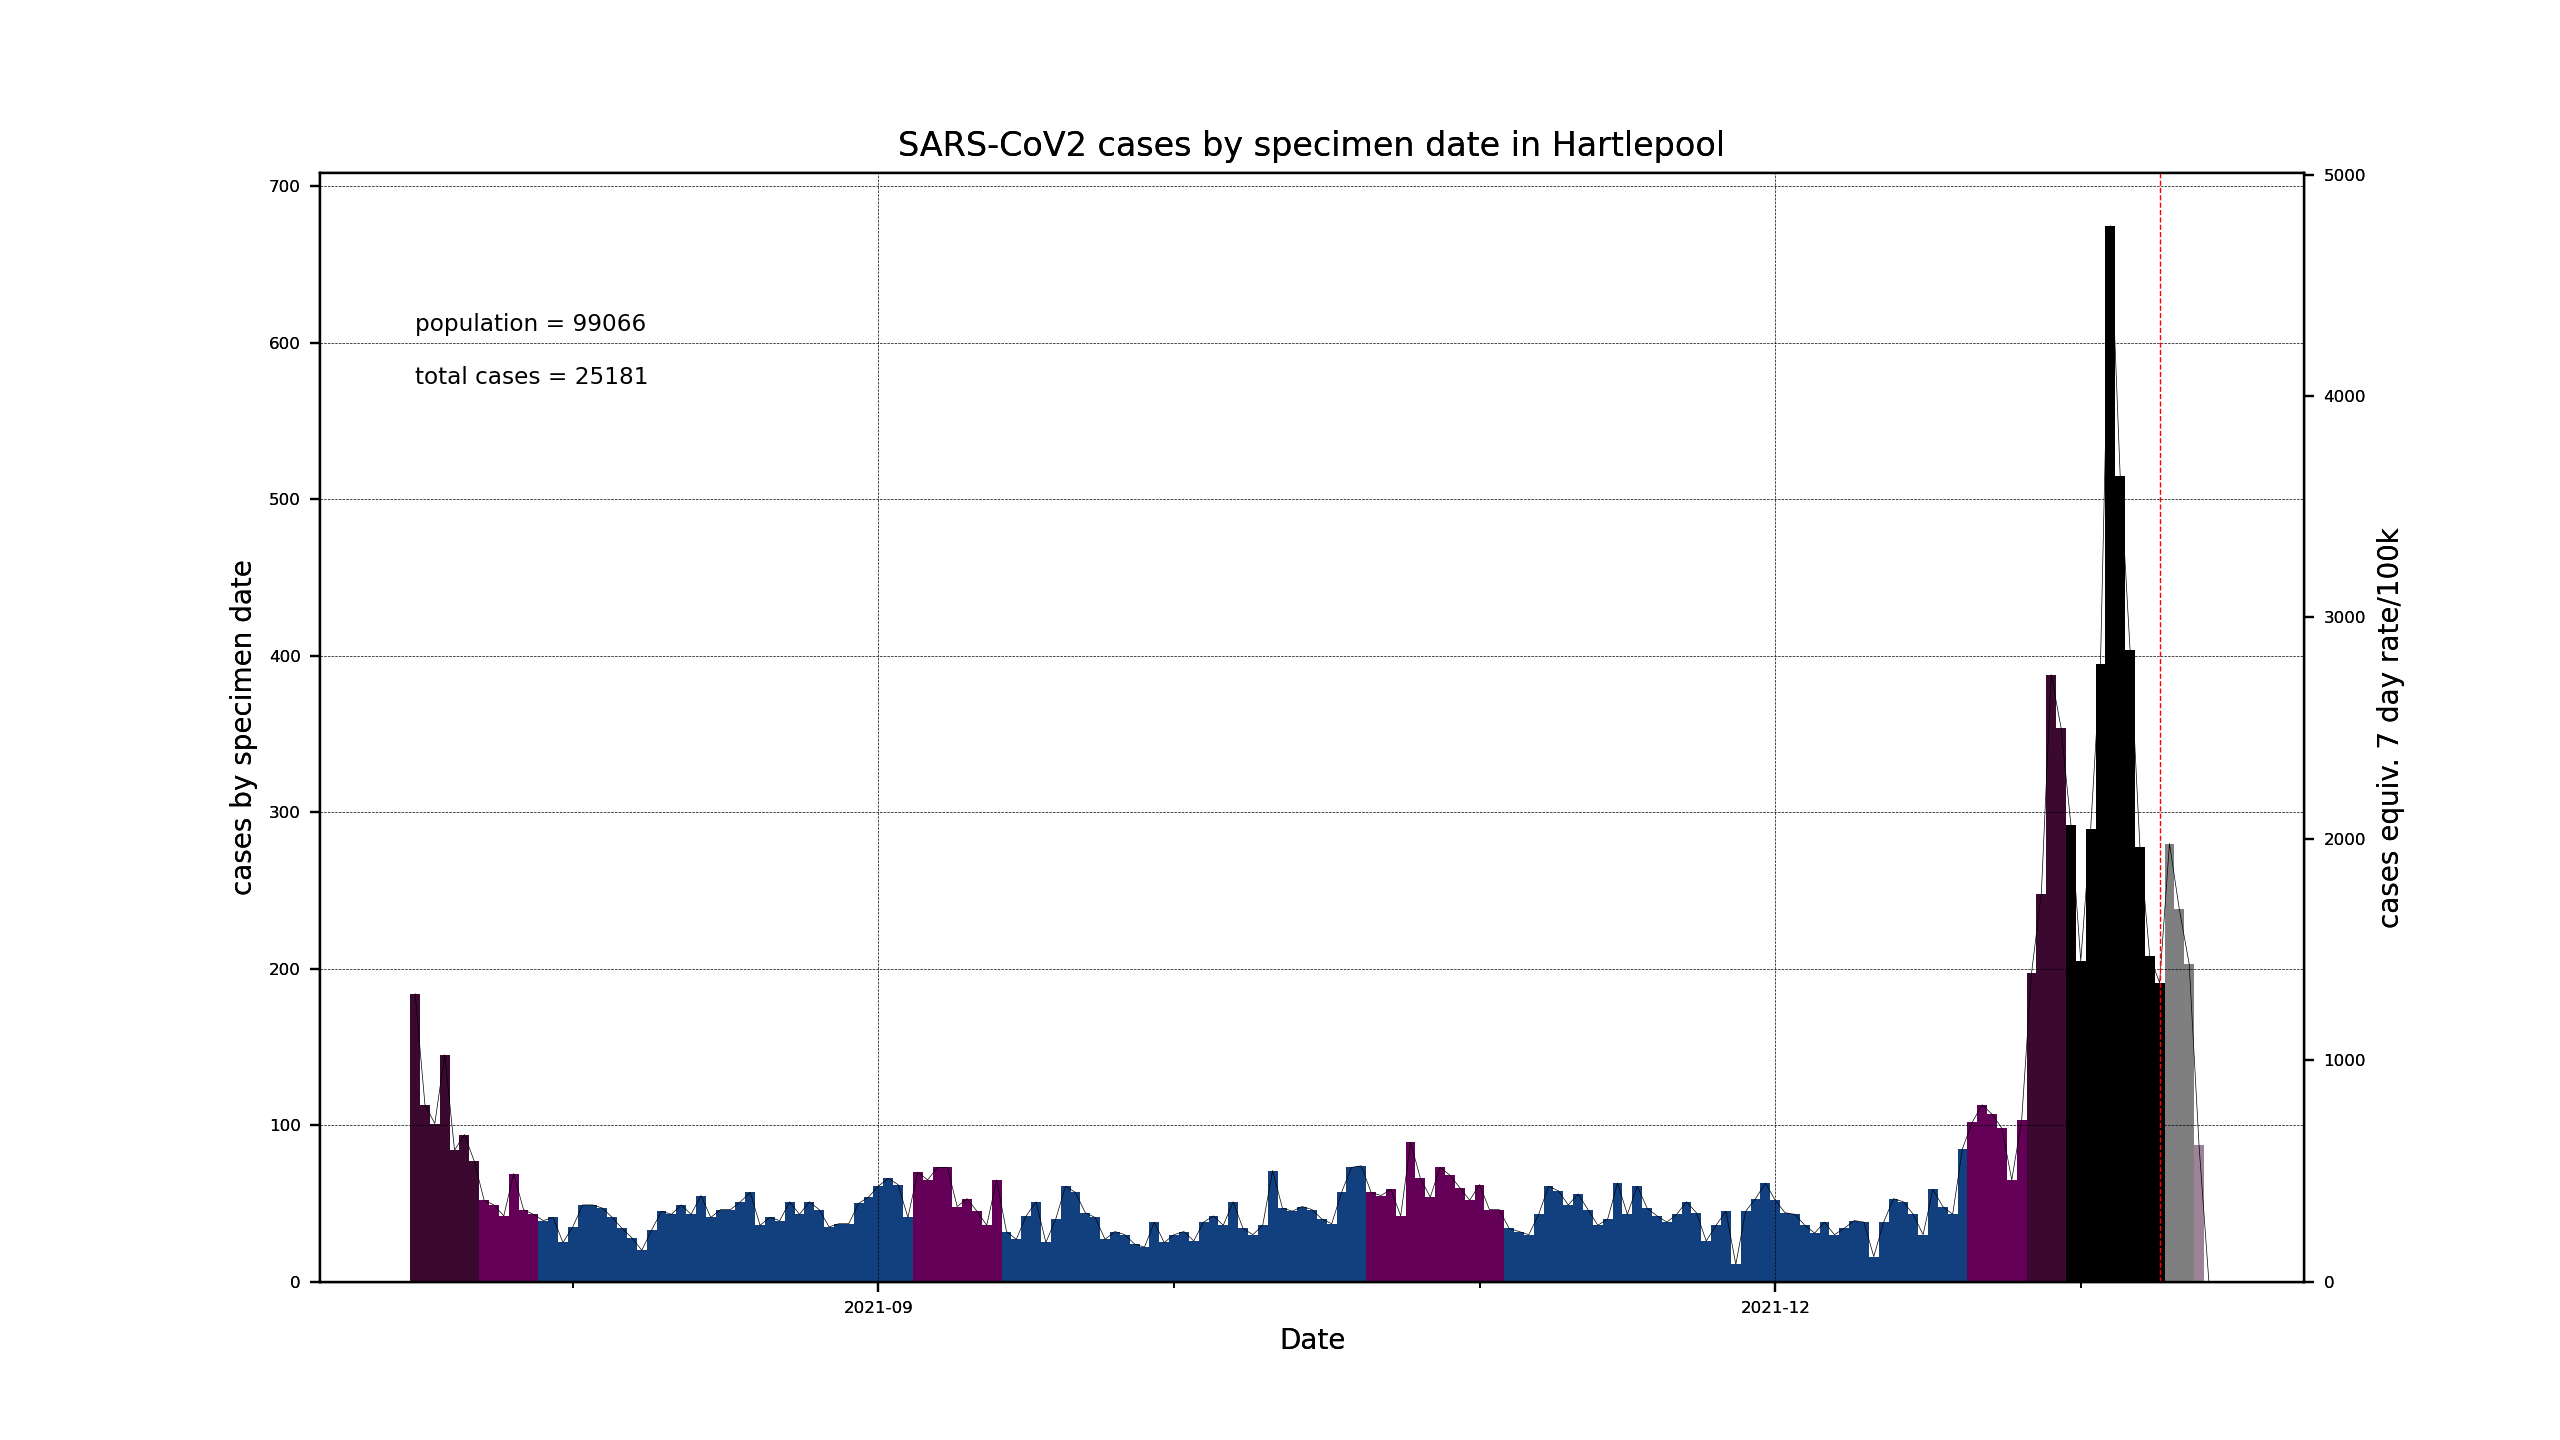 SARS-CoV2 cases by specimen date in Hartlepool
700
600
500
400
300
200
100
0
cases by specimen date
population = 99066
total cases = 25181
5000
4000
3000
2000
1000
0
cases equiv. 7 day rate/100k
2021-09
2021-12
Date